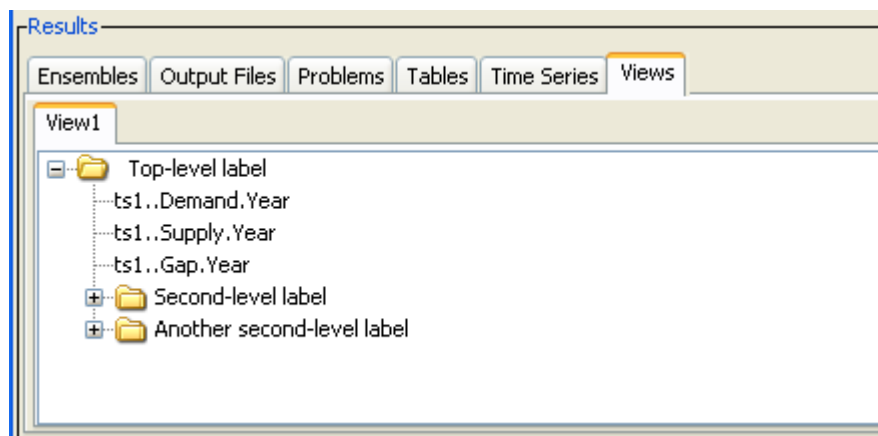 Results
Ensembles Output Files Problems Tables Time Series Views
View1
Top-level label
ts1..Demand.Year
ts1..Supply.Year
ts1..Gap.Year
Second-level label
Another second-level label